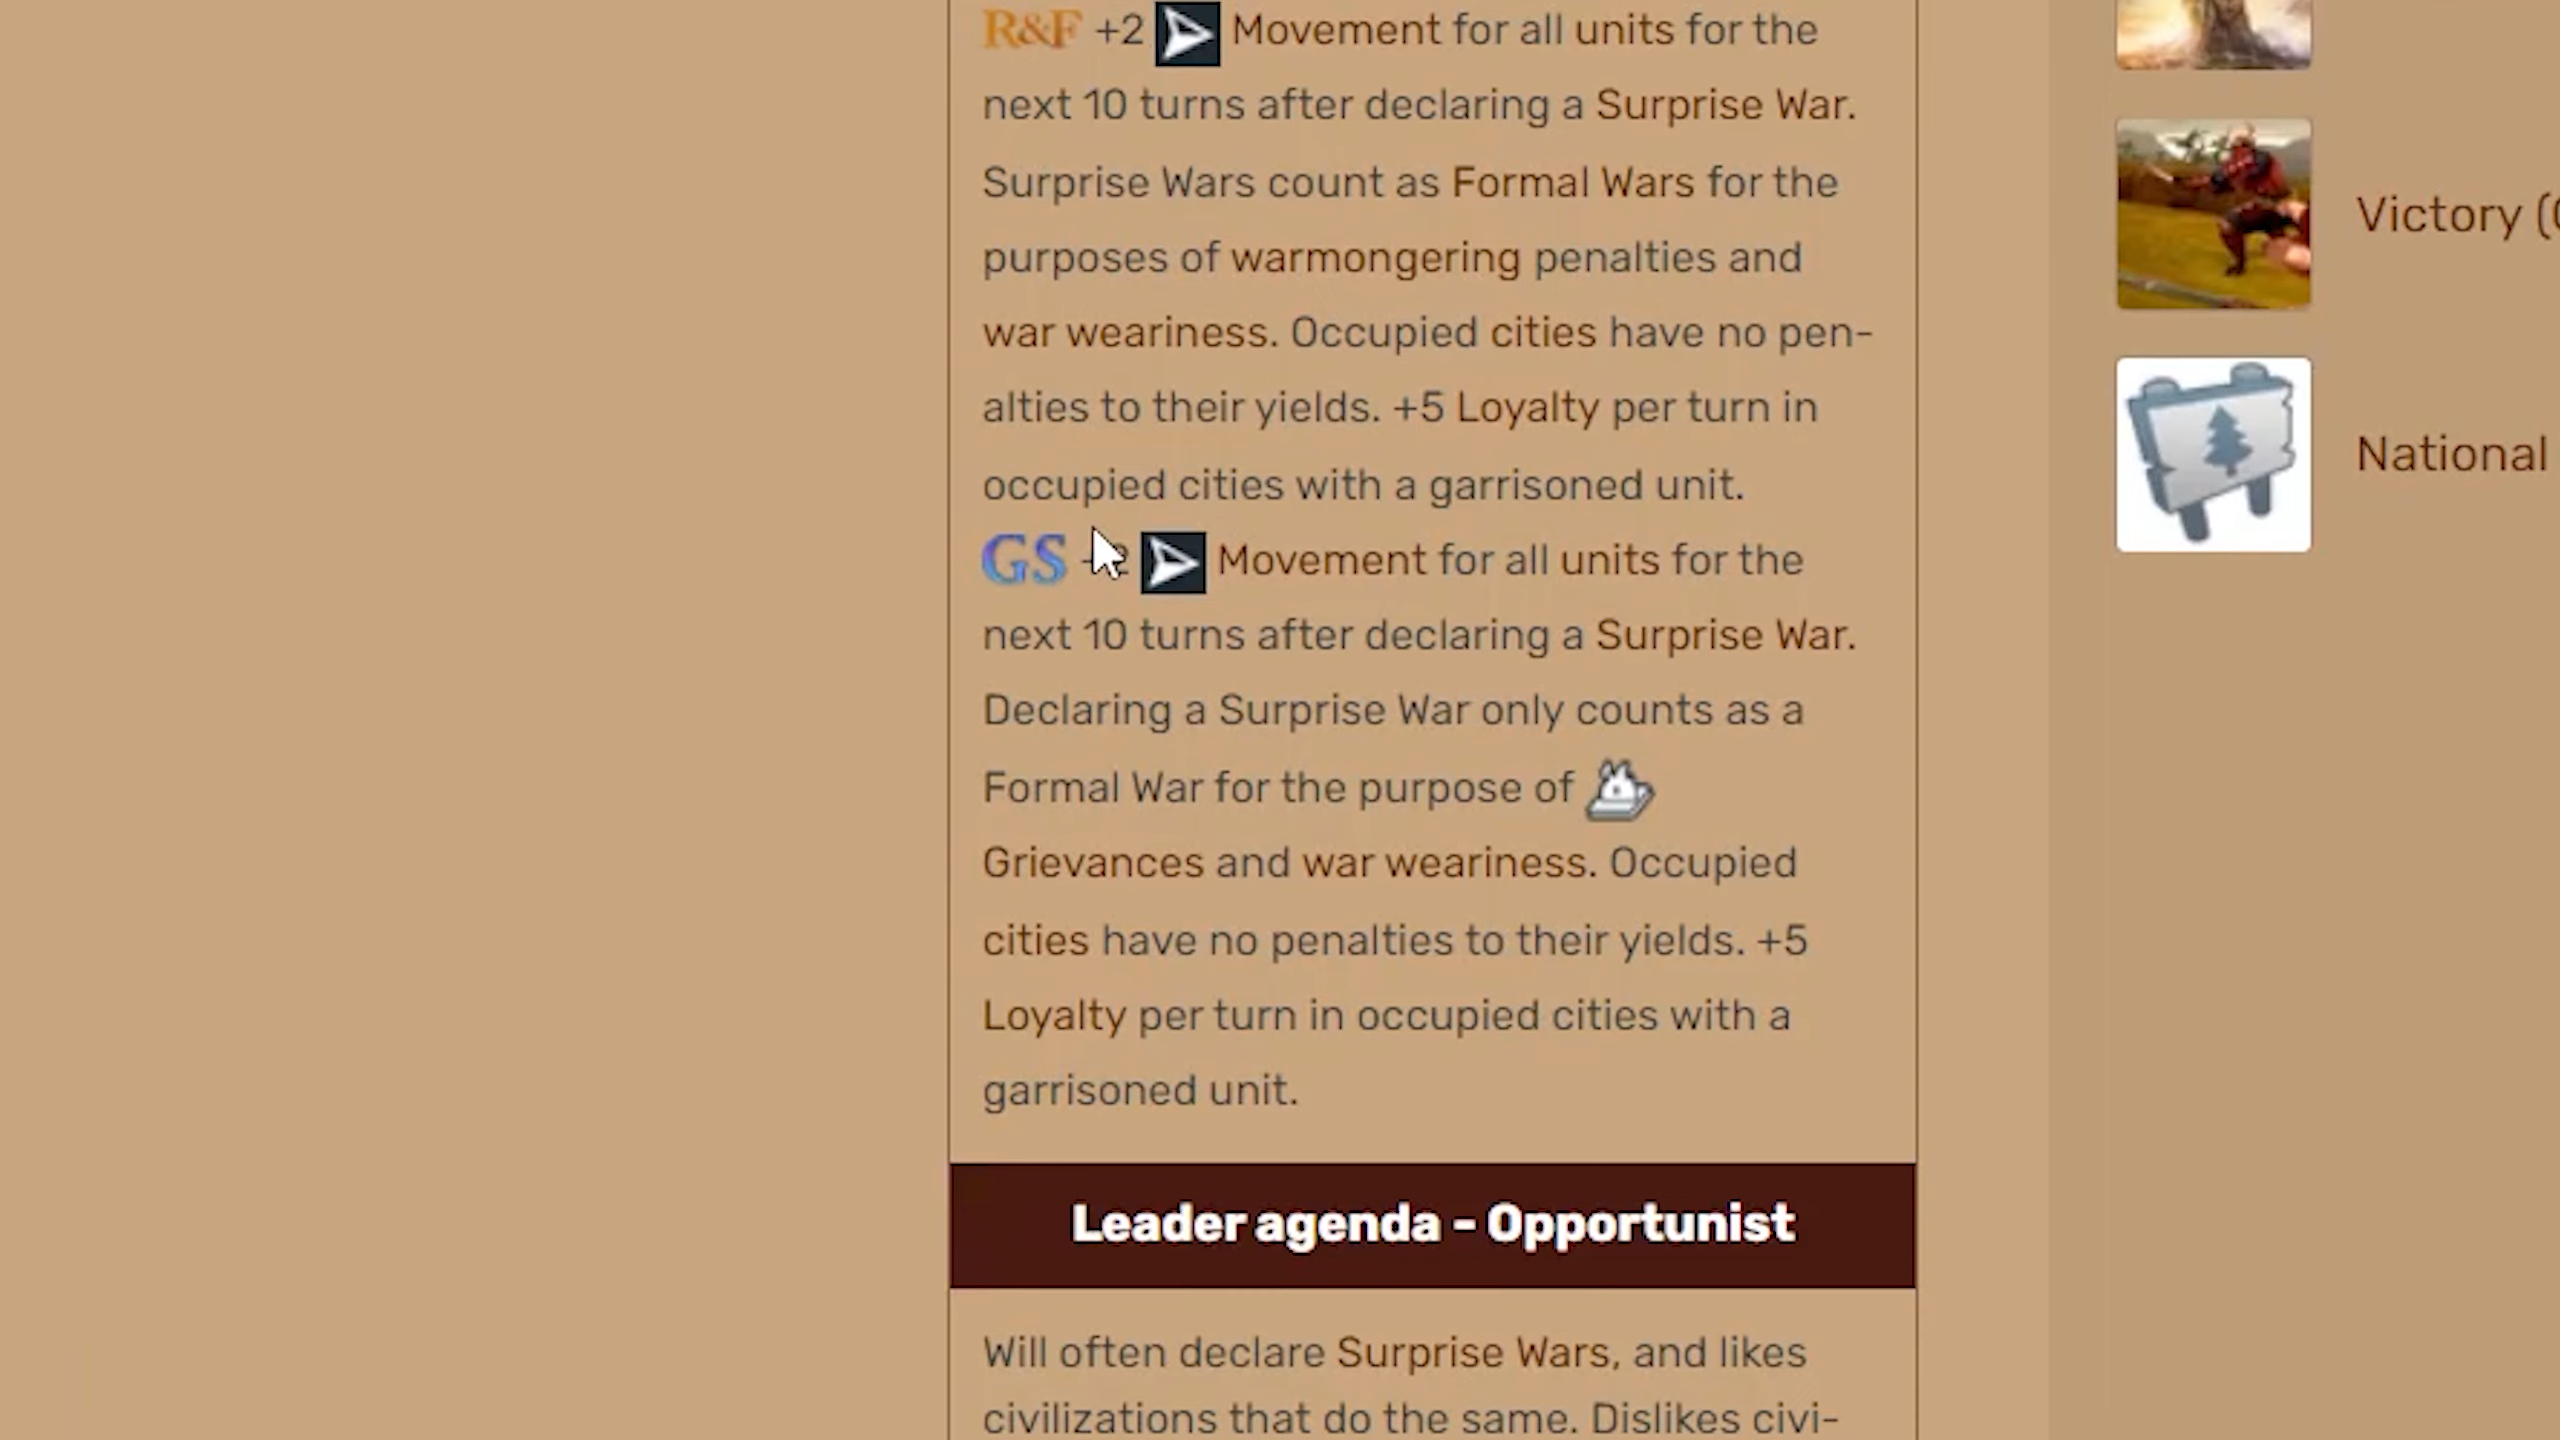 R&F +2 Movement for all units for the
next 10 turns after declaring a Surprise War.
Surprise Wars count as Formal Wars for the
purposes of warmongering penalties and
war weariness. Occupied cities have no pen-
alties to their yields. +5 Loyalty per turn in
occupied cities with a garrisoned unit.
GS +2 Movement for all units for the
next 10 turns after declaring a Surprise War.
Declaring a Surprise War only counts as a
Formal War for the purpose of
Grievances and war weariness. Occupied
cities have no penalties to their yields. +5
Loyalty per turn in occupied cities with a
garrisoned unit.
Leader agenda - Opportunist
Will often declare Surprise Wars, and likes
civilizations that do the same. Dislikes civi-
Victory (
National